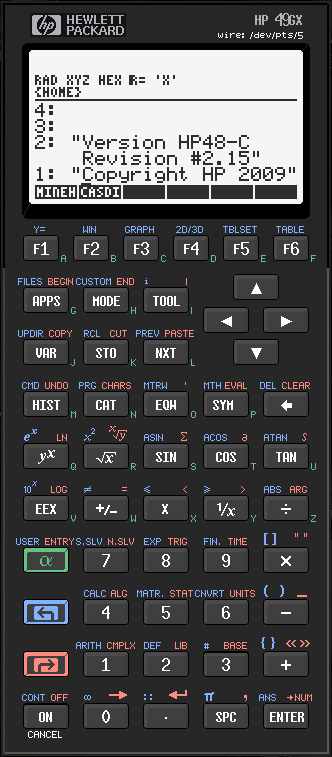 hp HEWLETT PACKARD HP 49GX
wire: /dev/pts/5
RAD XYZ HEX R= 'X'
{HOME}
4:
3:
2: "Version HP48-C
Revision #2.15"
1: "Copyright HP 2009"
MINEH CASDI
Y= WIN GRAPH 2D/3D TBLSET TABLE
F1 A F2 B F3 C F4 D F5 E F6 F
FILES BEGIN CUSTOM END i I
APPS G MODE H TOOL I
UPDIR COPY RCL CUT PREV PASTE
VAR J STO K NXT L
CMD UNDO PRG CHARS MTRW ' MTH EVAL DEL CLEAR
HIST M CAT N EQW O SYM P
eˣ LN x² ˣ√y ASIN Σ ACOS ∂ ATAN ∫
yˣ Q √x R SIN S COS T TAN U
10ˣ LOG ≠ = ≤ < ≥ > ABS ARG
EEX V +/− W X X 1/x Y ÷ Z
USER ENTRY S.SLV N.SLV EXP TRIG FIN. TIME [ ] " "
α 7 8 9 ×
CALC ALG MATR. STAT CNVRT UNITS ( ) _
4 5 6 −
ARITH CMPLX DEF LIB # BASE { } « »
1 2 3 +
CONT OFF ∞ → :: ↵ π , ANS →NUM
ON 0 . SPC ENTER
CANCEL